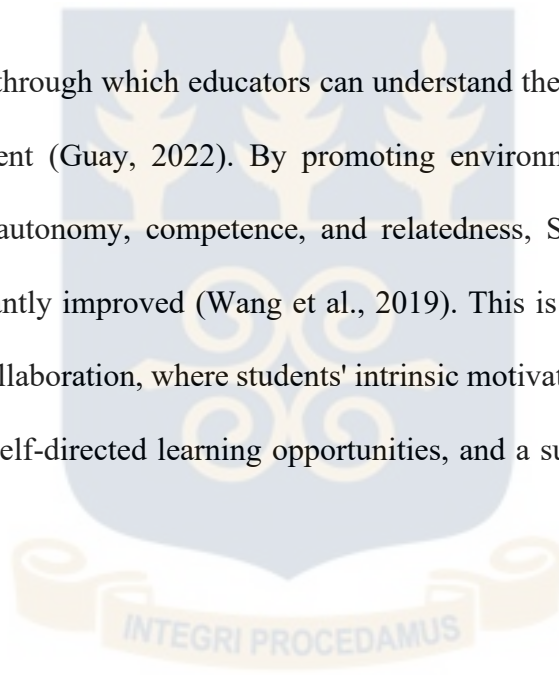 through which educators can understand the
ent (Guay, 2022). By promoting environm
autonomy, competence, and relatedness, S
antly improved (Wang et al., 2019). This is
llaboration, where students' intrinsic motivat
elf-directed learning opportunities, and a su
INTEGRI PROCEDAMUS